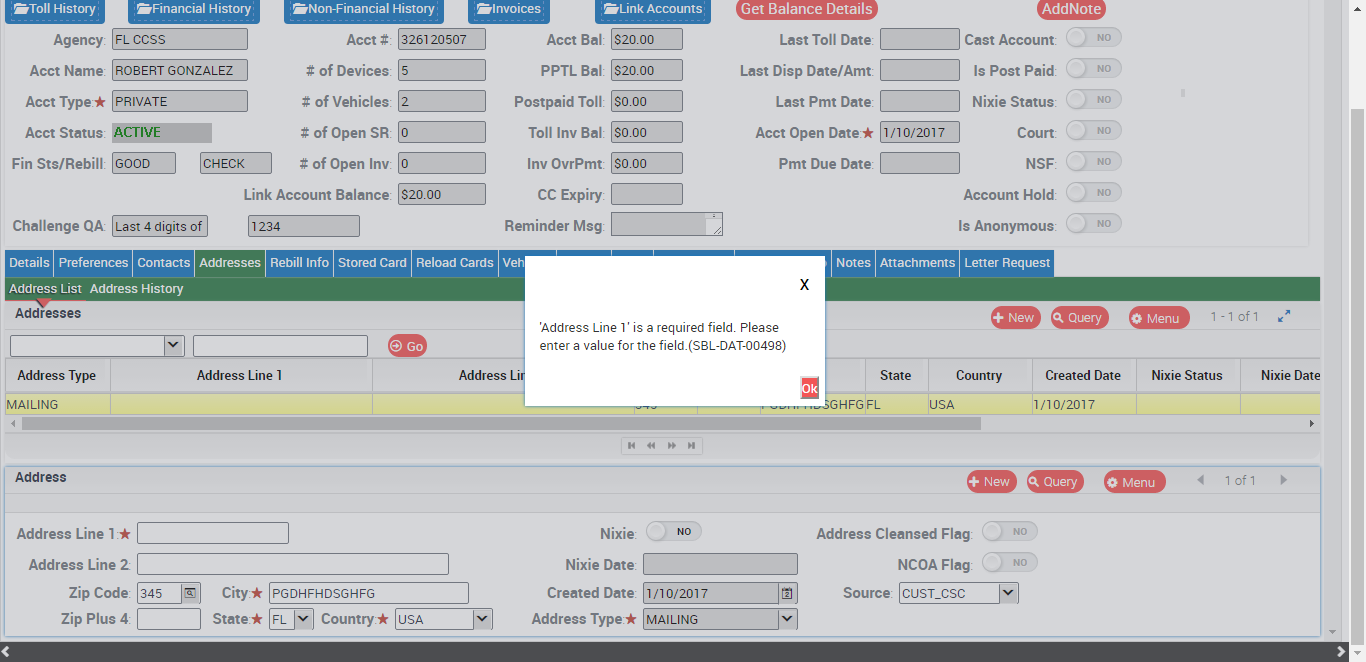 Toll History Financial History Non-Financial History Invoices Link Accounts Get Balance Details AddNote
Agency: FL CCSS Acct #: 326120507 Acct Bal: $20.00 Last Toll Date: Cast Account: NO
Acct Name: ROBERT GONZALEZ # of Devices: 5 PPTL Bal: $20.00 Last Disp Date/Amt: Is Post Paid: NO
Acct Type:★ PRIVATE # of Vehicles: 2 Postpaid Toll: $0.00 Last Pmt Date: Nixie Status: NO
Acct Status: ACTIVE # of Open SR: 0 Toll Inv Bal: $0.00 Acct Open Date:★ 1/10/2017 Court: NO
Fin Sts/Rebill: GOOD CHECK # of Open Inv: 0 Inv OvrPmt: $0.00 Pmt Due Date: NSF: NO
Link Account Balance: $20.00 CC Expiry: Account Hold: NO
Challenge QA: Last 4 digits of 1234 Reminder Msg: Is Anonymous: NO
Details Preferences Contacts Addresses Rebill Info Stored Card Reload Cards Notes Attachments Letter Request
Address List Address History
X
'Address Line 1' is a required field. Please
enter a value for the field.(SBL-DAT-00498)
Ok
Addresses New Query Menu 1 - 1 of 1
Go
Address Type Address Line 1 Address State Country Created Date Nixie Status Nixie Date
MAILING FL USA 1/10/2017
Address New Query Menu 1 of 1
Address Line 1:★ Nixie: NO Address Cleansed Flag: NO
Address Line 2: Nixie Date: NCOA Flag: NO
Zip Code: 345 City:★ PGDHFHDSGHFG Created Date: 1/10/2017 Source: CUST_CSC
Zip Plus 4: State:★ FL Country:★ USA Address Type:★ MAILING